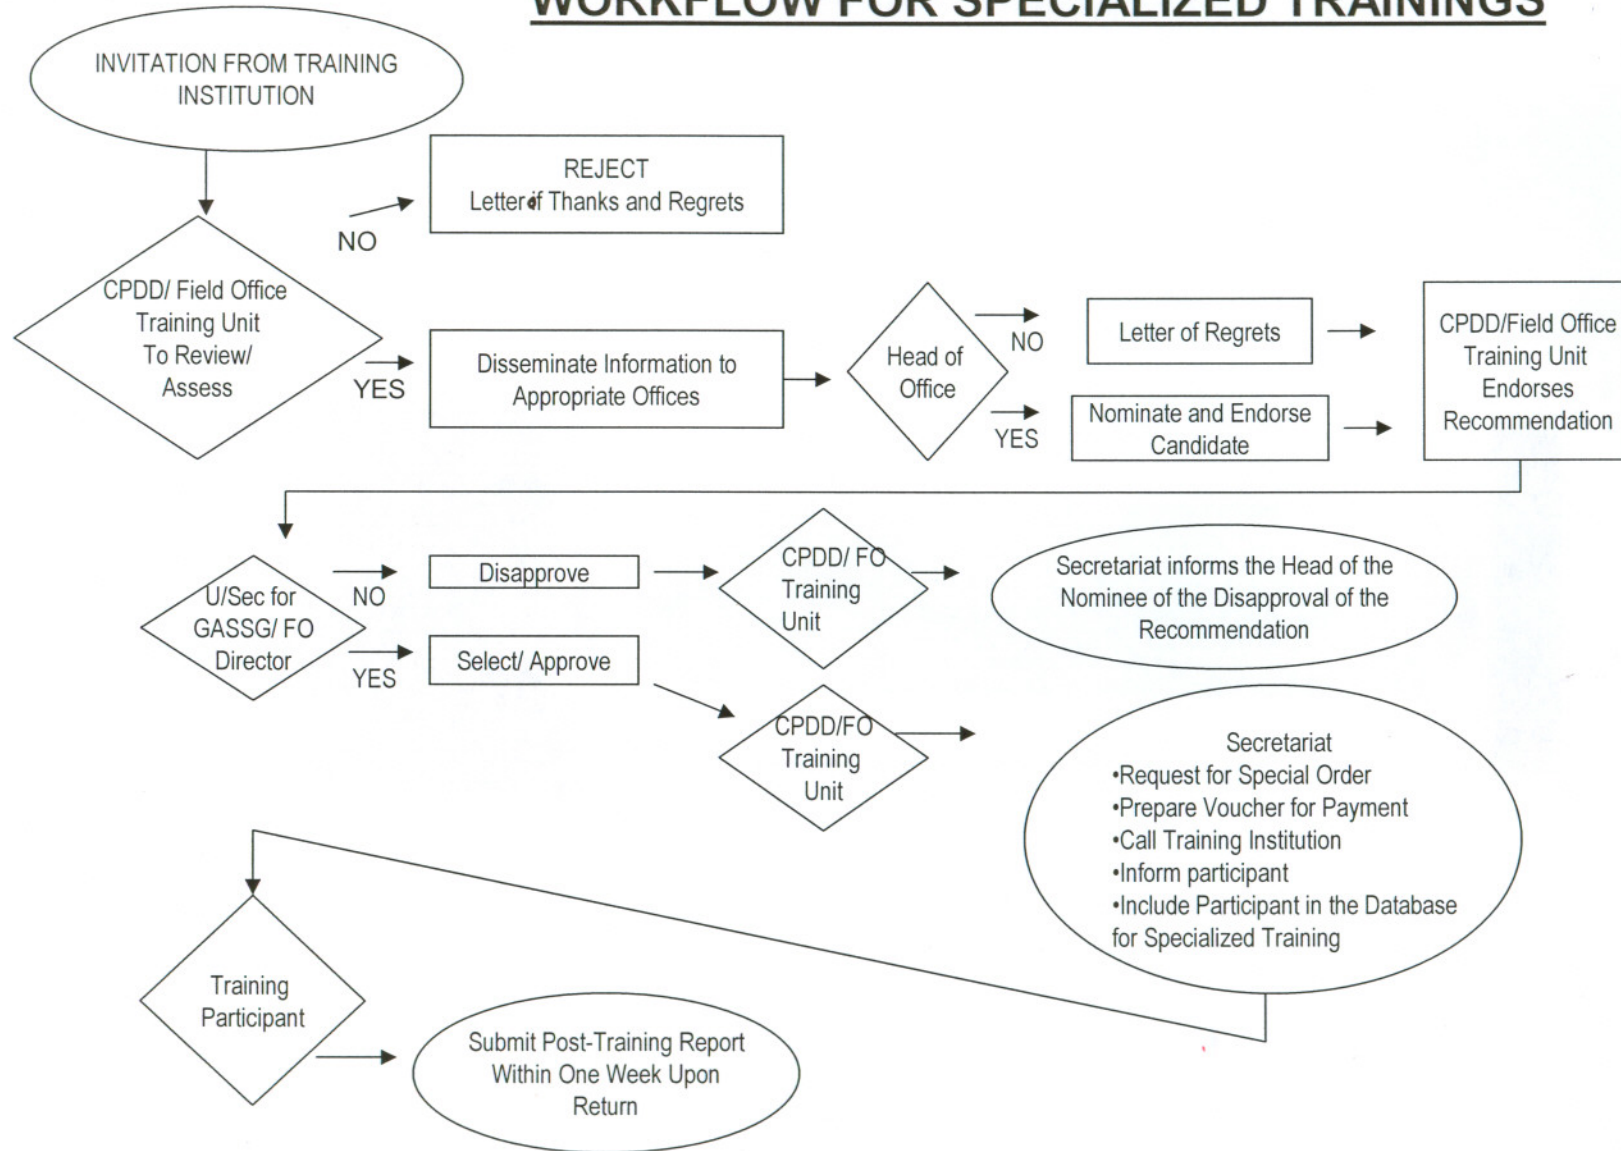 WORKFLOW FOR SPECIALIZED TRAININGS
INVITATION FROM TRAINING
INSTITUTION
REJECT
Letter of Thanks and Regrets
NO
CPDD/ Field Office
Training Unit
To Review/
Assess
YES
Disseminate Information to
Appropriate Offices
Head of
Office
NO
Letter of Regrets
YES
Nominate and Endorse
Candidate
CPDD/Field Office
Training Unit
Endorses
Recommendation
U/Sec for
GASSG/ FO
Director
NO
Disapprove
CPDD/ FO
Training
Unit
Secretariat informs the Head of the
Nominee of the Disapproval of the
Recommendation
YES
Select/ Approve
CPDD/FO
Training
Unit
Secretariat
•Request for Special Order
•Prepare Voucher for Payment
•Call Training Institution
•Inform participant
•Include Participant in the Database
for Specialized Training
Training
Participant
Submit Post-Training Report
Within One Week Upon
Return